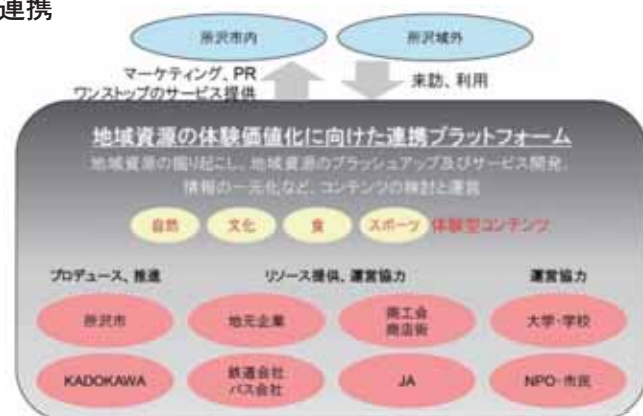 連携
所沢市内
所沢域外
マーケティング、PR
ワンストップのサービス提供
来訪、利用
地域資源の体験価値化に向けた連携プラットフォーム
地域資源の掘り起こし、地域資源のブラッシュアップ及びサービス開発、
情報の一元化など、コンテンツの検討と運営
自然
文化
食
スポーツ
体験型コンテンツ
プロデュース、推進
リソース提供、運営協力
運営協力
所沢市
地元企業
商工会
商店街
大学・学校
KADOKAWA
鉄道会社
バス会社
JA
NPO・市民